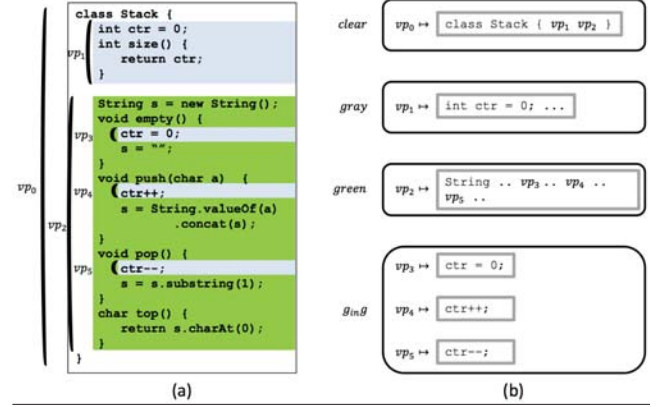 class Stack {
int ctr = 0;
int size() {
return ctr;
}
vp1
String s = new String();
void empty() {
vp3
ctr = 0;
s = "";
}
void push(char a) {
vp4
ctr++;
s = String.valueOf(a)
.concat(s);
}
void pop() {
vp5
ctr--;
s = s.substring(1);
}
char top() {
return s.charAt(0);
}
}
vp0
vp2
(a)
clear vp0 ↦ class Stack { vp1 vp2 }
gray vp1 ↦ int ctr = 0; ...
green vp2 ↦ String .. vp3 .. vp4 ..
vp5 ..
g_in g
vp3 ↦ ctr = 0;
vp4 ↦ ctr++;
vp5 ↦ ctr--;
(b)